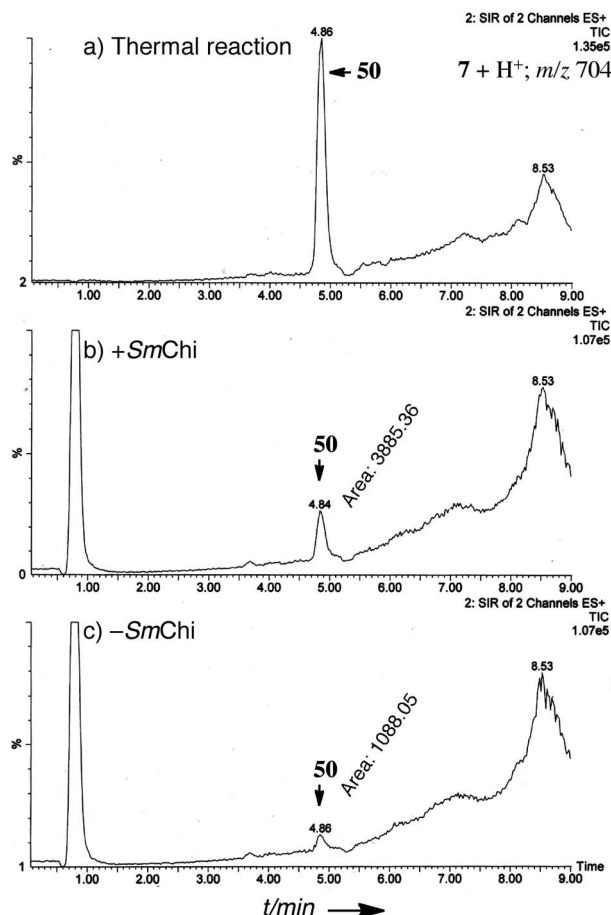 2: SIR of 2 Channels ES+
TIC
1.35e5
a) Thermal reaction
4.86
50
7 + H⁺; m/z 704
8.53
%
2
1.00 2.00 3.00 4.00 5.00 6.00 7.00 8.00 9.00
2: SIR of 2 Channels ES+
TIC
1.07e5
b) +SmChi
8.53
50
Area: 3885.36
4.84
%
0
1.00 2.00 3.00 4.00 5.00 6.00 7.00 8.00 9.00
2: SIR of 2 Channels ES+
TIC
1.07e5
c) –SmChi
8.53
50
Area: 1088.05
4.86
%
1
Time
1.00 2.00 3.00 4.00 5.00 6.00 7.00 8.00 9.00
t/min